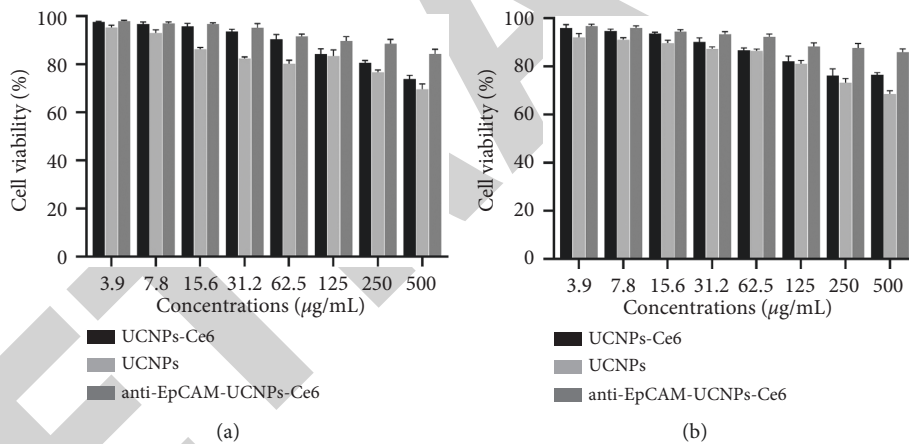 100
80
60
40
20
0
Cell viability (%)
3.9 7.8 15.6 31.2 62.5 125 250 500
Concentrations (μg/mL)
UCNPs-Ce6
UCNPs
anti-EpCAM-UCNPs-Ce6
(a)
100
80
60
40
20
0
Cell viability (%)
3.9 7.8 15.6 31.2 62.5 125 250 500
Concentrations (μg/mL)
UCNPs-Ce6
UCNPs
anti-EpCAM-UCNPs-Ce6
(b)